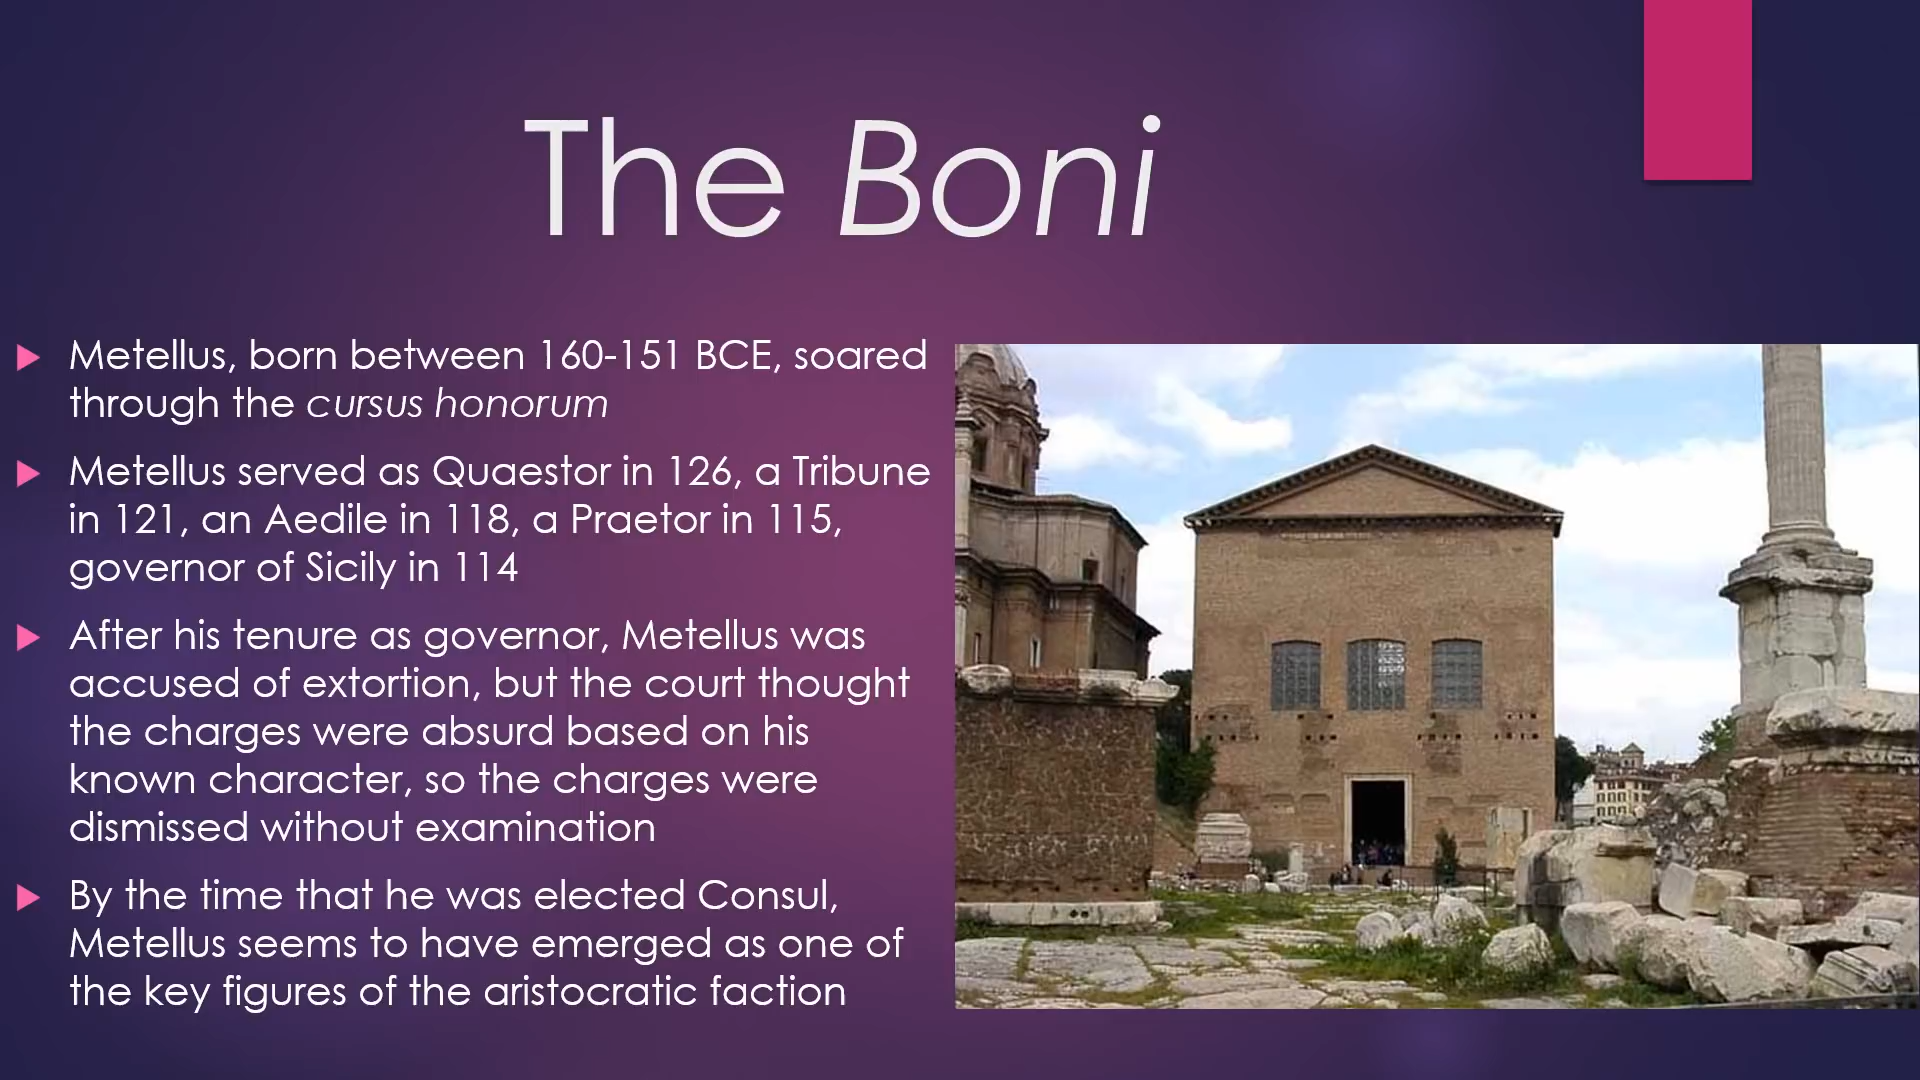 The Boni
Metellus, born between 160-151 BCE, soared
through the cursus honorum
Metellus served as Quaestor in 126, a Tribune
in 121, an Aedile in 118, a Praetor in 115,
governor of Sicily in 114
After his tenure as governor, Metellus was
accused of extortion, but the court thought
the charges were absurd based on his
known character, so the charges were
dismissed without examination
By the time that he was elected Consul,
Metellus seems to have emerged as one of
the key figures of the aristocratic faction